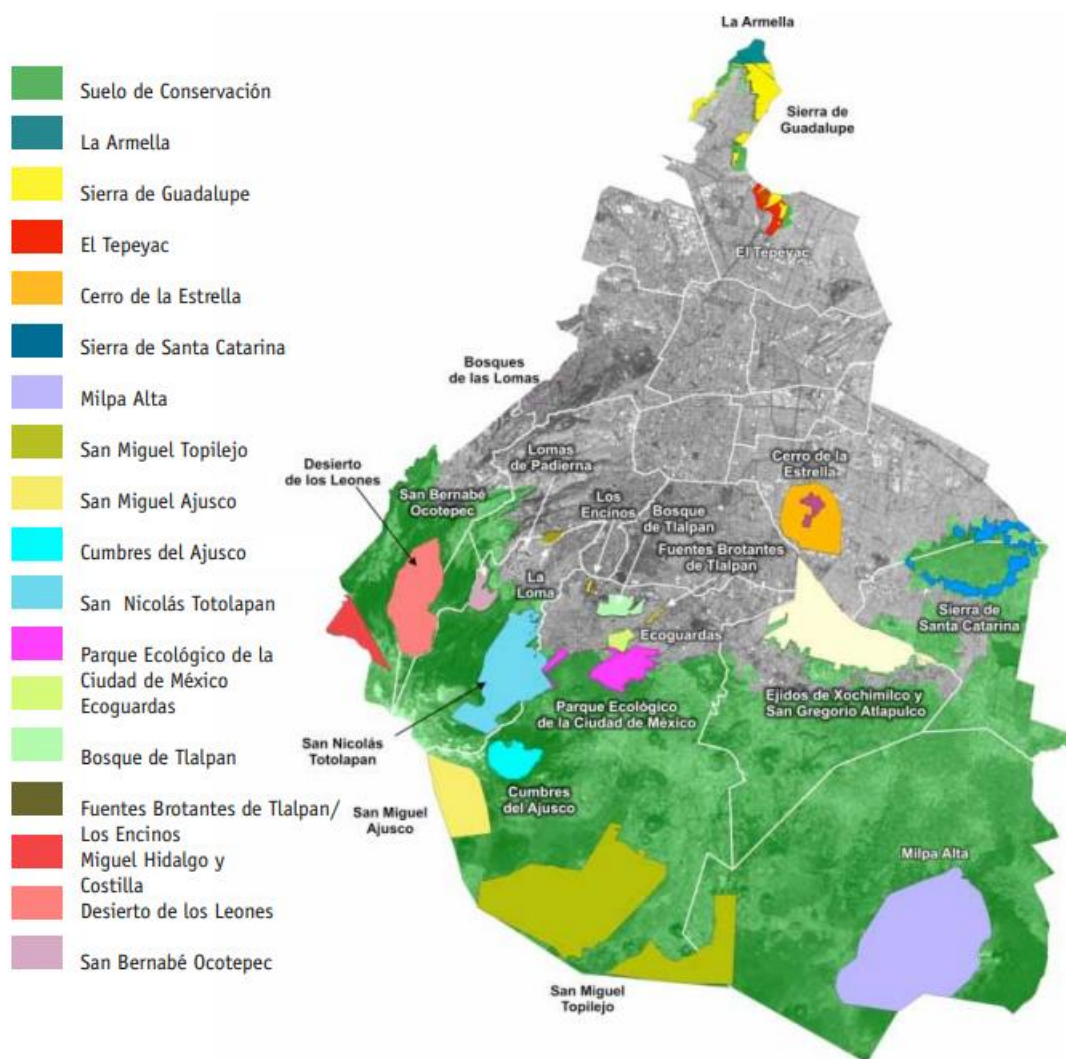 Suelo de Conservación
La Armella
Sierra de Guadalupe
El Tepeyac
Cerro de la Estrella
Sierra de Santa Catarina
Milpa Alta
San Miguel Topilejo
San Miguel Ajusco
Cumbres del Ajusco
San Nicolás Totolapan
Parque Ecológico de la
Ciudad de México
Ecoguardas
Bosque de Tlalpan
Fuentes Brotantes de Tlalpan/
Los Encinos
Miguel Hidalgo y
Costilla
Desierto de los Leones
San Bernabé Ocotepec
La Armella
Sierra de
Guadalupe
El Tepeyac
Bosques
de las Lomas
Lomas
de Padierna
Desierto
de los Leones
San Bernabé
Ocotepec
Los
Encinos
Bosque
de Tlalpan
Cerro de la
Estrella
Fuentes Brotantes
de Tlalpan
La
Loma
Ecoguardas
Sierra de
Santa Catarina
Parque Ecológico
de la Ciudad de México
Ejidos de Xochimilco y
San Gregorio Atlapulco
San Nicolás
Totolapan
Cumbres
del Ajusco
San Miguel
Ajusco
Milpa Alta
San Miguel
Topilejo